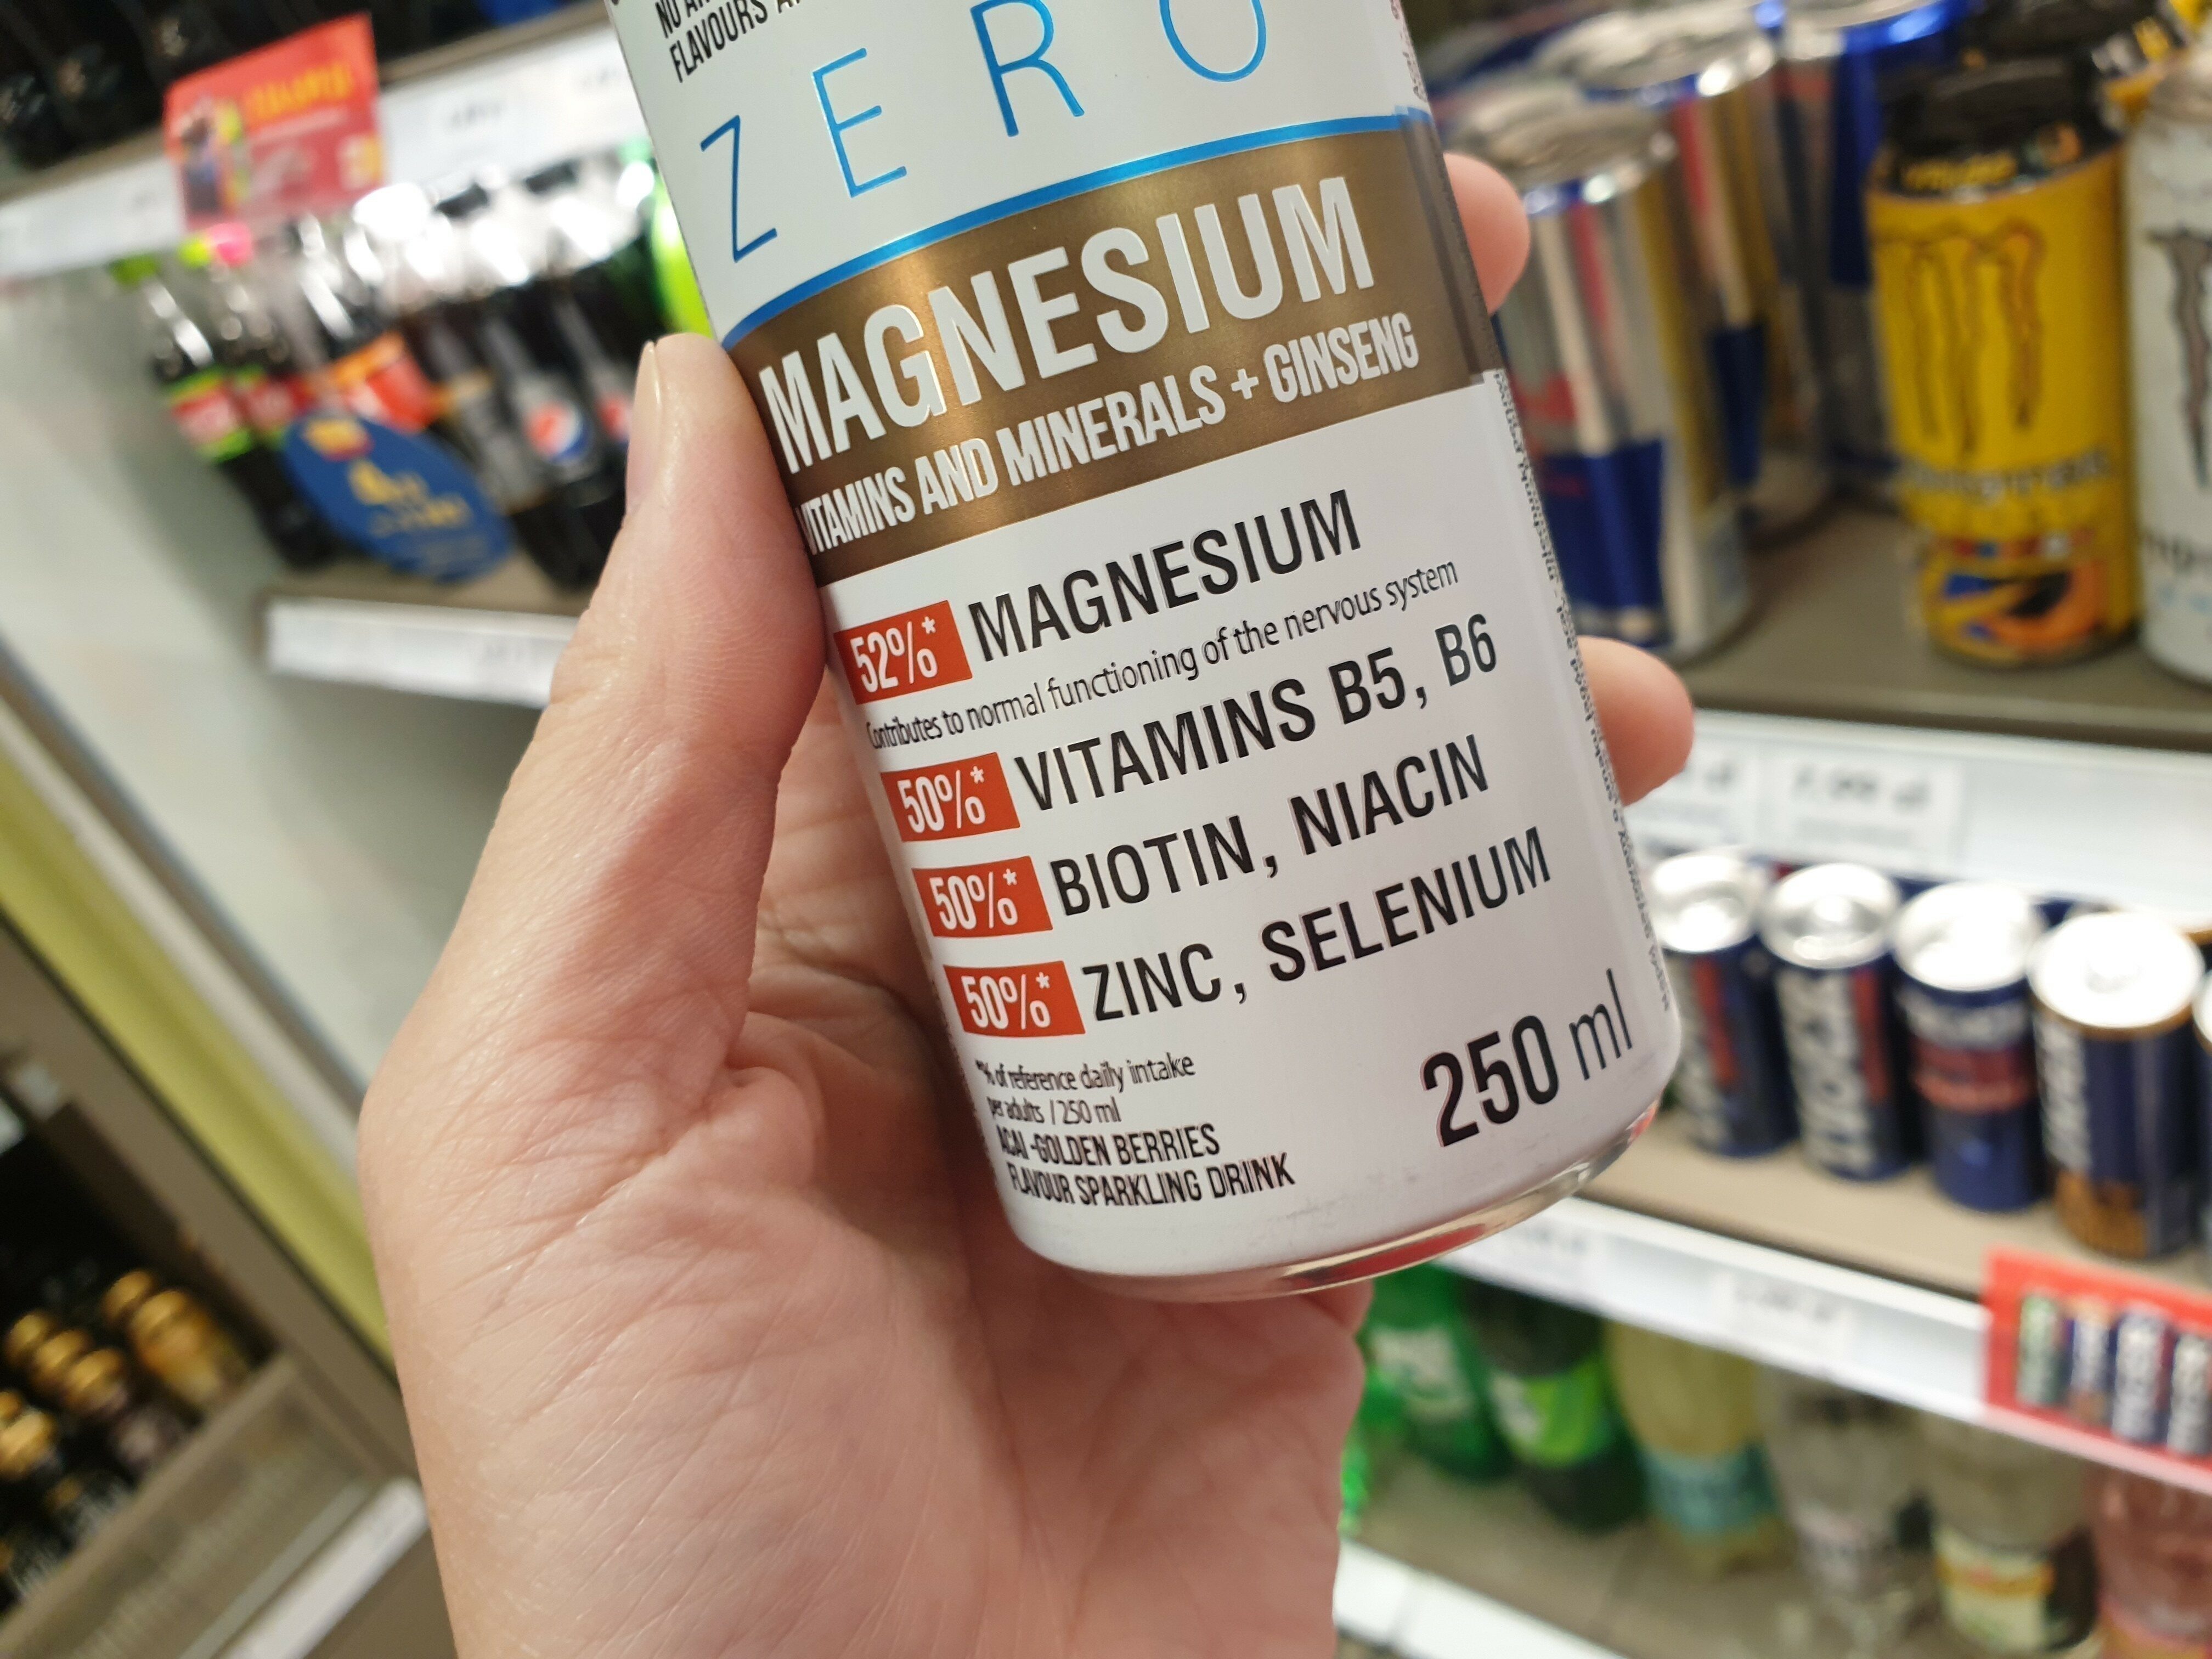 FLAVOURS
ZERO
MAGNESIUM
VITAMINS AND MINERALS + GINSENG
52%* MAGNESIUM
Contributes to normal functioning of the nervous system
50%* VITAMINS B5, B6
50%* BIOTIN, NIACIN
50%* ZINC, SELENIUM
*% of reference daily intake
per adults / 250 ml
ACAI-GOLDEN BERRIES
FLAVOUR SPARKLING DRINK
250 ml